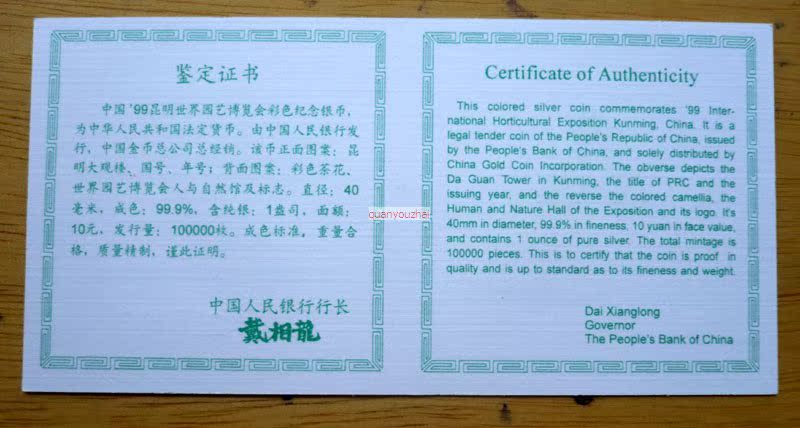 鉴定证书
中国'99昆明世界园艺博览会彩色纪念银币,
为中华人民共和国法定货币。由中国人民银行发
行,中国金币总公司总经销。该币正面图案:昆
明大观楼、国号、年号;背面图案:彩色茶花、
世界园艺博览会人与自然馆及标志。直径:40
毫米,成色:99.9%,含纯银:1盎司,面额:
10元,发行量:100000枚。成色标准,重量合
格,质量精制,谨此证明。
中国人民银行行长
戴相龍
quanyouzhai
Certificate of Authenticity
This colored silver coin commemorates '99 Inter-
national Horticultural Exposition Kunming, China. It is a
legal tender coin of the People's Republic of China, issued
by the People's Bank of China, and solely distributed by
China Gold Coin Incorporation. The obverse depicts the
Da Guan Tower in Kunming, the title of PRC and the
issuing year, and the reverse the colored camellia, the
Human and Nature Hall of the Exposition and its logo. It's
40mm in diameter, 99.9% in fineness, 10 yuan in face value,
and contains 1 ounce of pure silver. The total mintage is
100000 pieces. This is to certify that the coin is proof in
quality and is up to standard as to its fineness and weight.
Dai Xianglong
Governor
The People's Bank of China